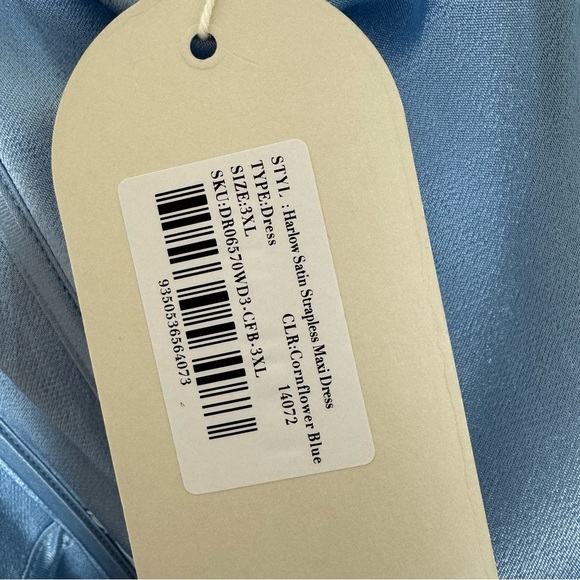 STYL : Harlow Satin Strapless Maxi Dress
TYPE:Dress CLR:Cornflower Blue
SIZE:3XL 14072
SKU:DR06570WD3-CFB-3XL
9350536564073